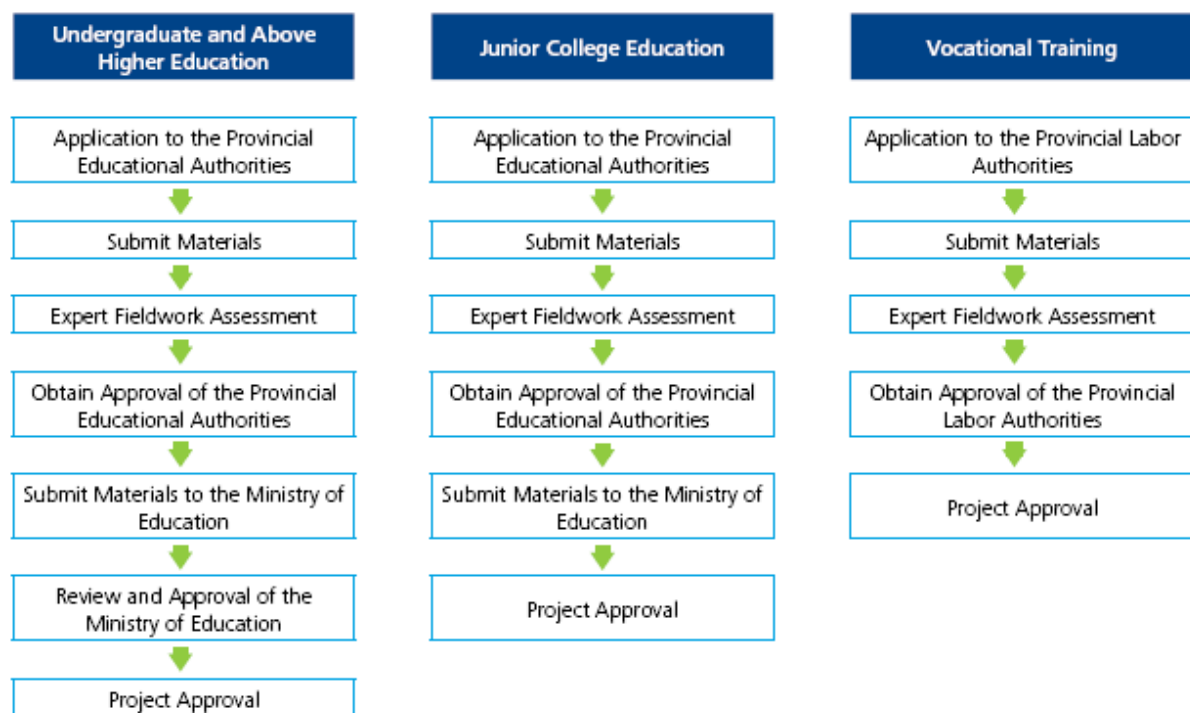 Undergraduate and Above
Higher Education
Application to the Provincial
Educational Authorities
Submit Materials
Expert Fieldwork Assessment
Obtain Approval of the Provincial
Educational Authorities
Submit Materials to the Ministry of
Education
Review and Approval of the
Ministry of Education
Project Approval
Junior College Education
Application to the Provincial
Educational Authorities
Submit Materials
Expert Fieldwork Assessment
Obtain Approval of the Provincial
Educational Authorities
Submit Materials to the Ministry of
Education
Project Approval
Vocational Training
Application to the Provincial Labor
Authorities
Submit Materials
Expert Fieldwork Assessment
Obtain Approval of the Provincial
Labor Authorities
Project Approval